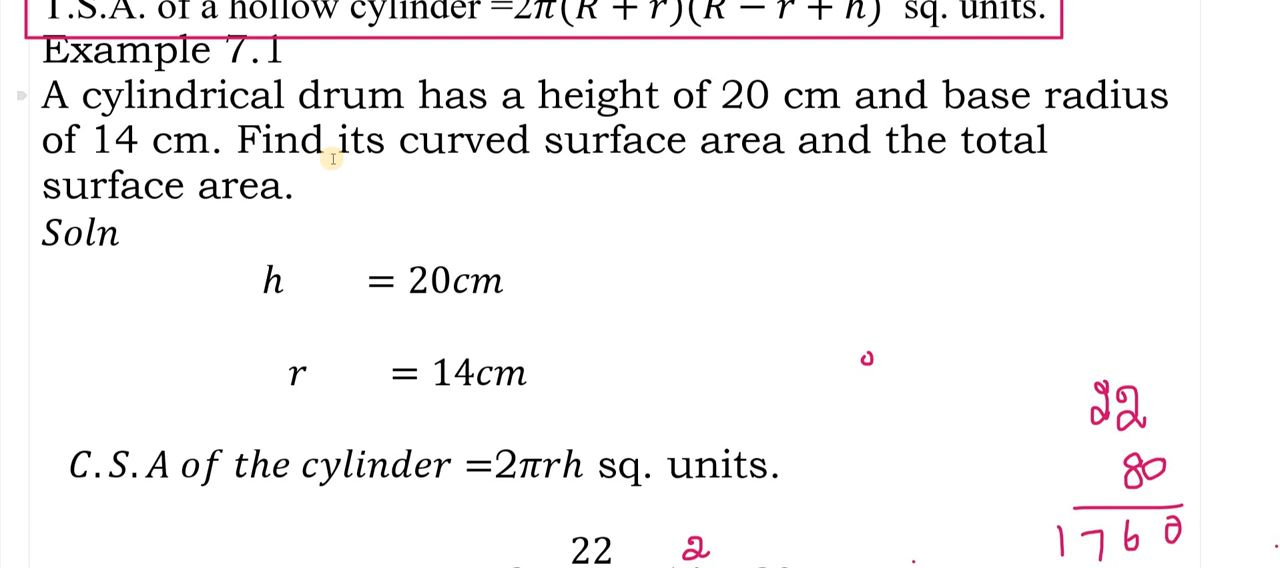 T.S.A. of a hollow cylinder =2π(R + r)(R − r + h) sq. units.
Example 7.1
A cylindrical drum has a height of 20 cm and base radius
of 14 cm. Find its curved surface area and the total
surface area.
Soln
h = 20cm
r = 14cm
C.S.A of the cylinder =2πrh sq. units.
22 2
22
80
1760